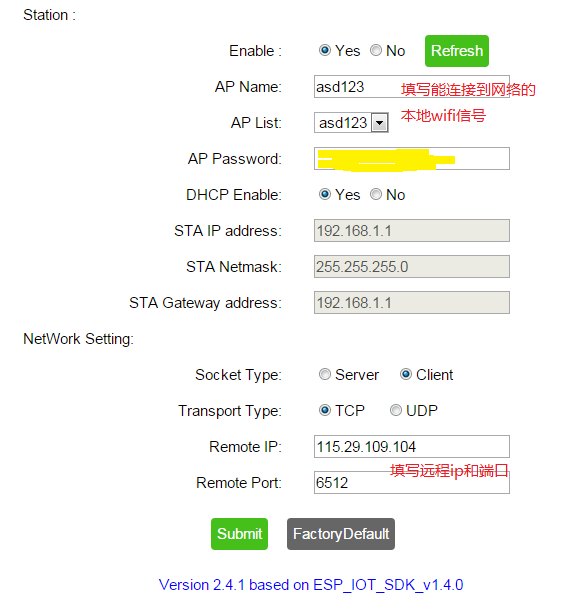 Station :
Enable : Yes No Refresh
AP Name: asd123 填写能连接到网络的
AP List: asd123 本地wifi信号
AP Password:
DHCP Enable: Yes No
STA IP address: 192.168.1.1
STA Netmask: 255.255.255.0
STA Gateway address: 192.168.1.1
NetWork Setting:
Socket Type: Server Client
Transport Type: TCP UDP
Remote IP: 115.29.109.104
填写远程ip和端口
Remote Port: 6512
Submit FactoryDefault
Version 2.4.1 based on ESP_IOT_SDK_v1.4.0